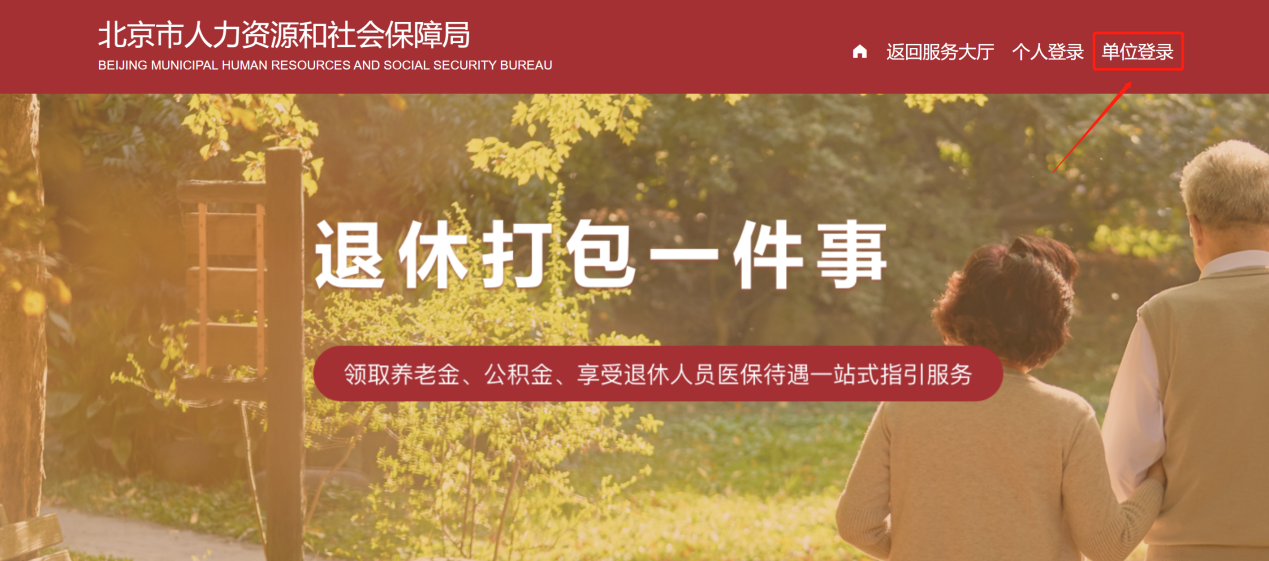 北京市人力资源和社会保障局
BEIJING MUNICIPAL HUMAN RESOURCES AND SOCIAL SECURITY BUREAU
返回服务大厅 个人登录 单位登录
退休打包一件事
领取养老金、公积金、享受退休人员医保待遇一站式指引服务